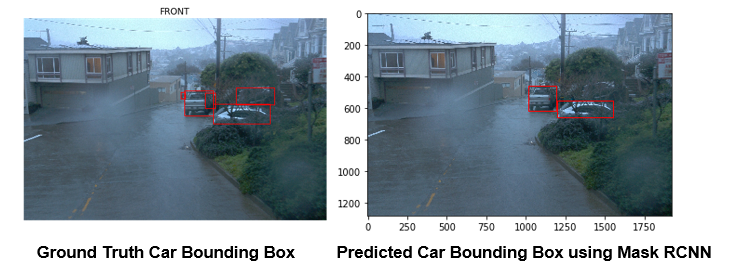 FRONT
0
200
400
600
800
1000
1200
0 250 500 750 1000 1250 1500 1750
Ground Truth Car Bounding Box
Predicted Car Bounding Box using Mask RCNN